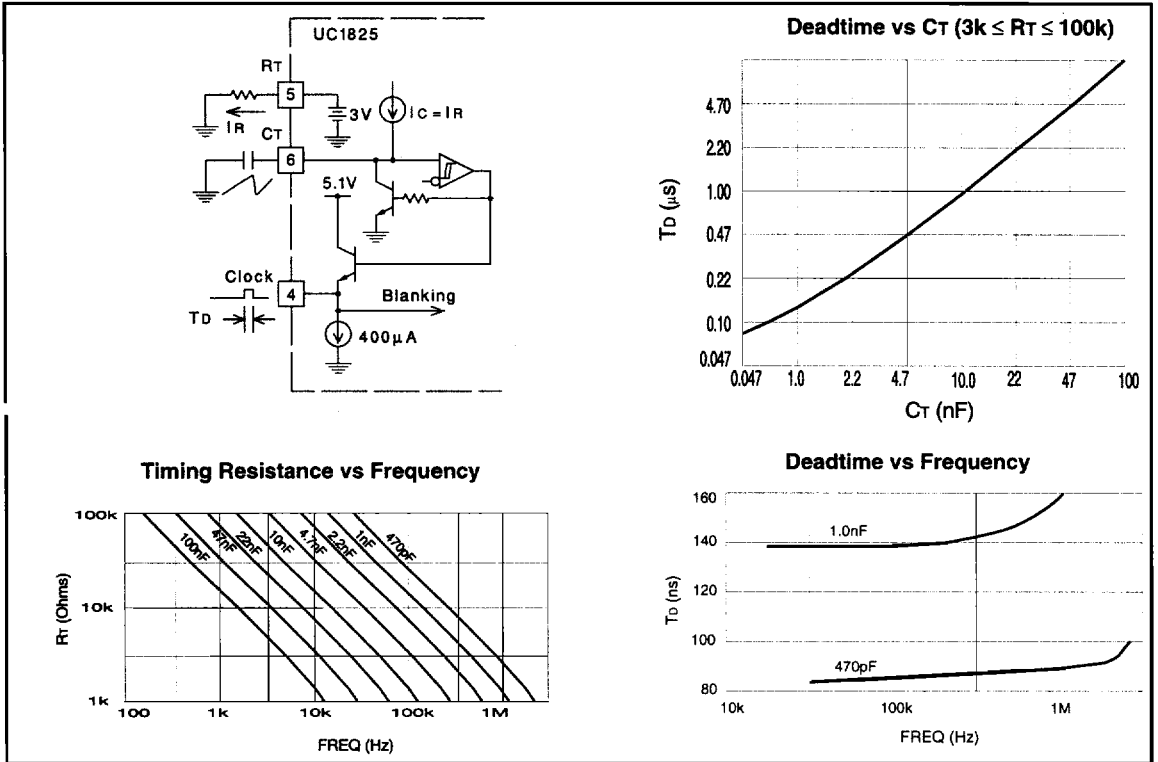 UC1825
RT
5
IR
3V
IC = IR
CT
6
5.1V
Clock
4
Blanking
TD
400µA
Deadtime vs CT (3k ≤ RT ≤ 100k)
TD (µs)
4.70
2.20
1.00
0.47
0.22
0.10
0.047
0.047 1.0 2.2 4.7 10.0 22 47 100
CT (nF)
Timing Resistance vs Frequency
RT (Ohms)
100k
10k
1k
100nF
47nF
22nF
10nF
4.7nF
2.2nF
1nF
470pF
100 1k 10k 100k 1M
FREQ (Hz)
Deadtime vs Frequency
TD (ns)
160
140
120
100
80
1.0nF
470pF
10k 100k 1M
FREQ (Hz)